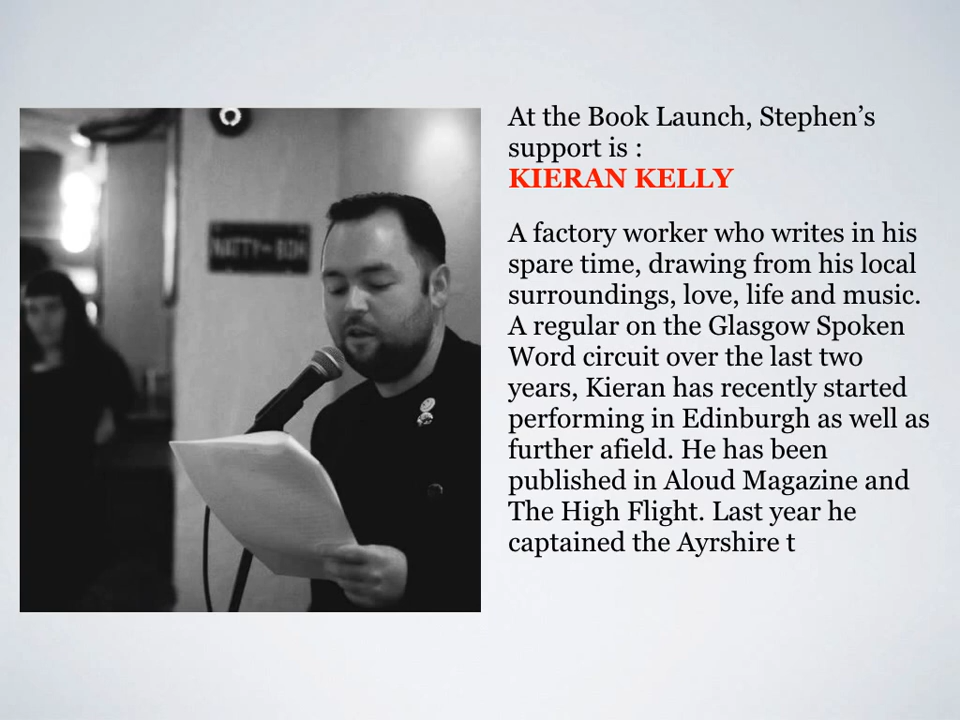 At the Book Launch, Stephen’s
support is :
KIERAN KELLY
A factory worker who writes in his
spare time, drawing from his local
surroundings, love, life and music.
A regular on the Glasgow Spoken
Word circuit over the last two
years, Kieran has recently started
performing in Edinburgh as well as
further afield. He has been
published in Aloud Magazine and
The High Flight. Last year he
captained the Ayrshire t
NATTY-BOH